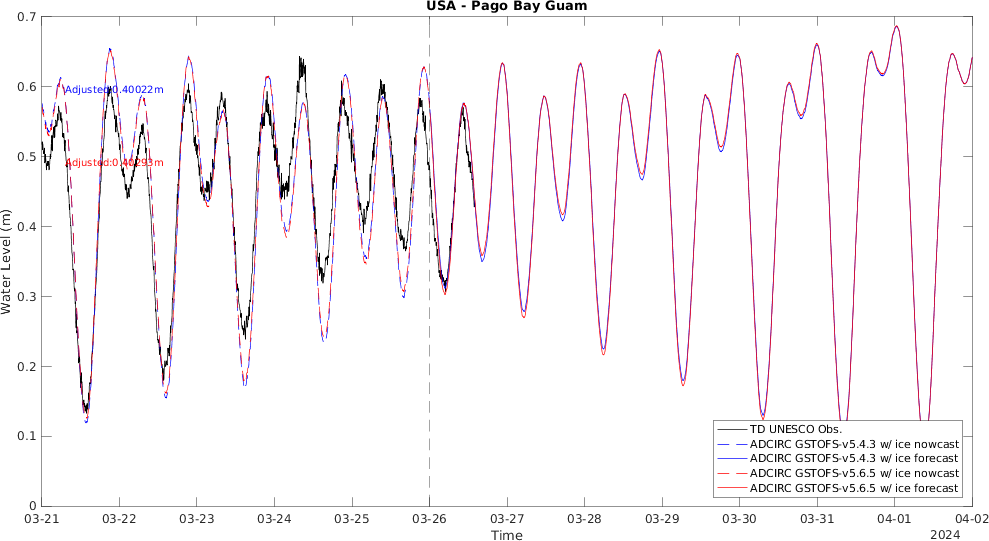 USA - Pago Bay Guam
0.7
0.6
0.5
0.4
0.3
0.2
0.1
0
Water Level (m)
Adjusted:0.40022m
Adjusted:0.40293m
TD UNESCO Obs.
ADCIRC GSTOFS-v5.4.3 w/ ice nowcast
ADCIRC GSTOFS-v5.4.3 w/ ice forecast
ADCIRC GSTOFS-v5.6.5 w/ ice nowcast
ADCIRC GSTOFS-v5.6.5 w/ ice forecast
03-21 03-22 03-23 03-24 03-25 03-26 03-27 03-28 03-29 03-30 03-31 04-01 04-02
Time
2024